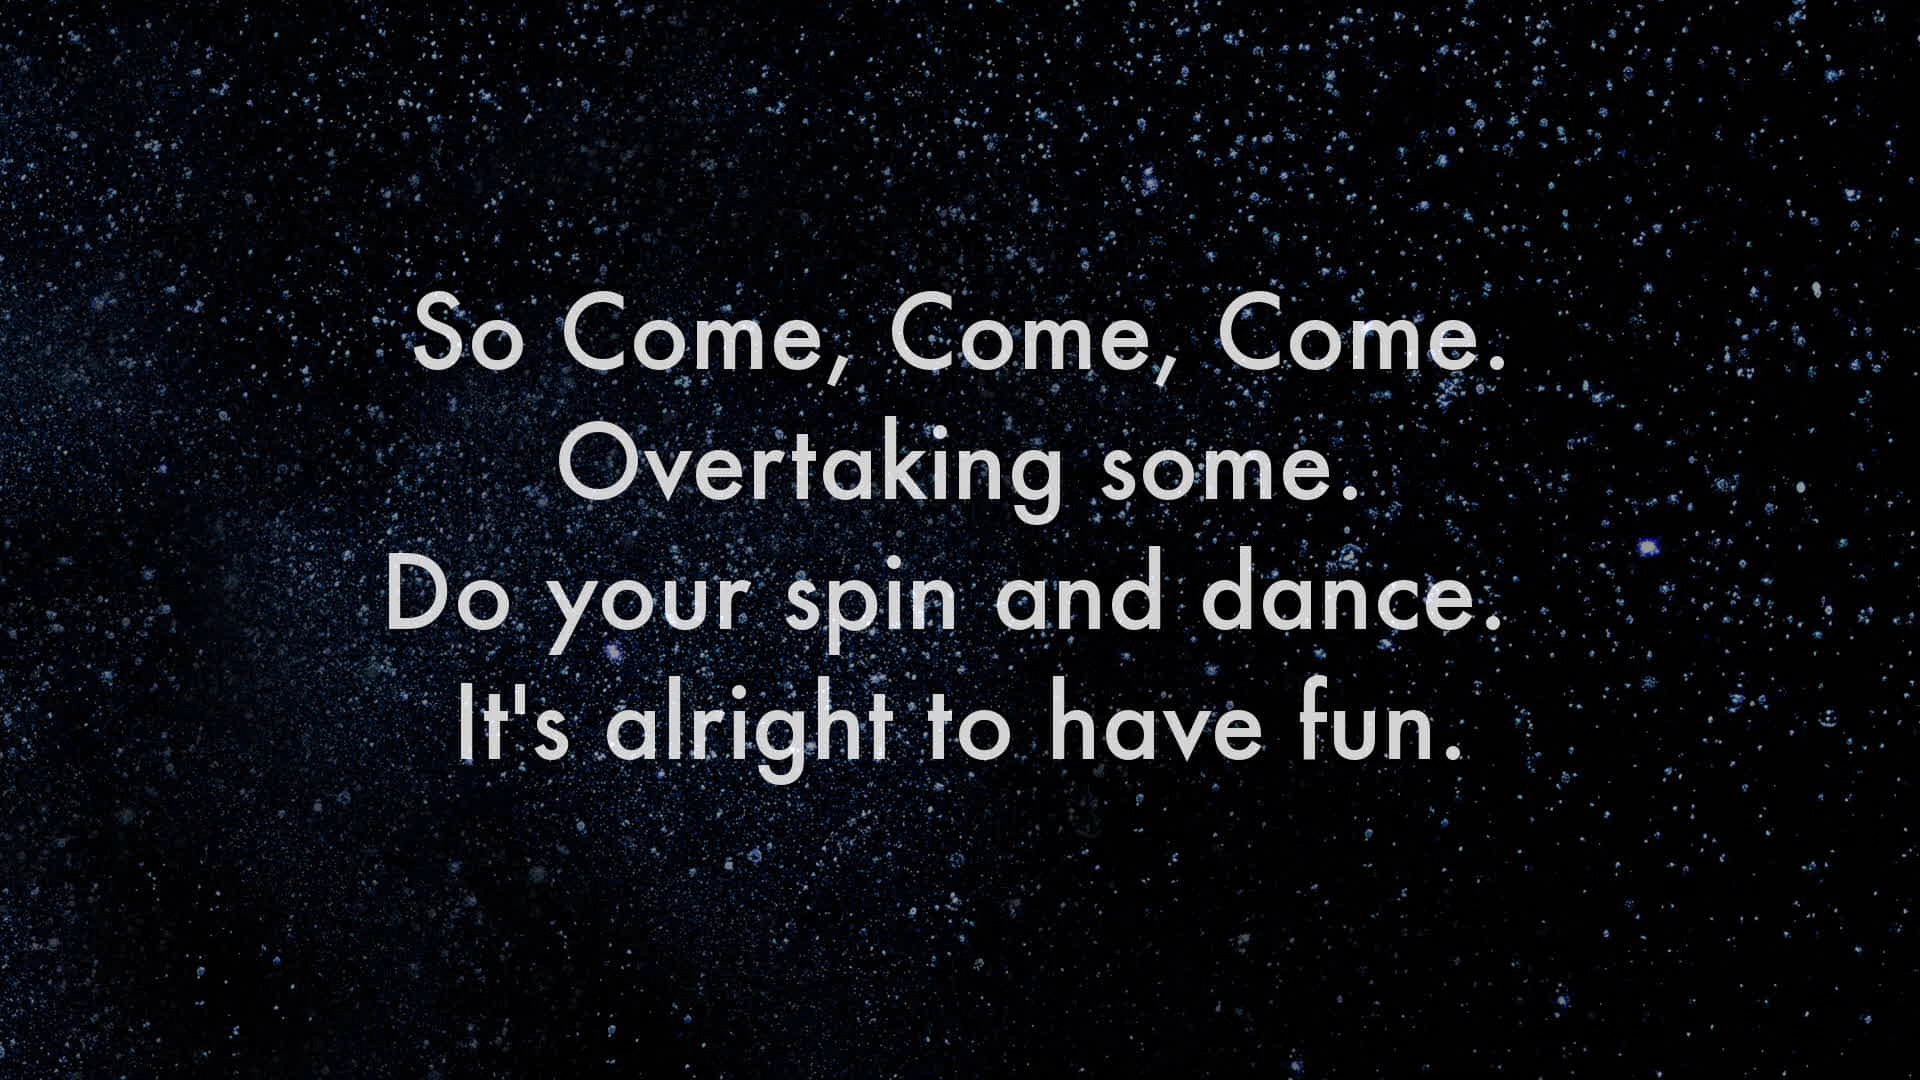 So Come, Come, Come.
Overtaking some.
Do your spin and dance.
It's alright to have fun.